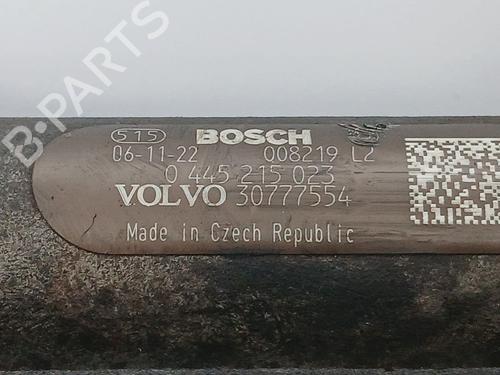 B-PARTS
515 BOSCH
06-11-22 008219 L2
0 445 215 023
VOLVO 30777554
Made in Czech Republic